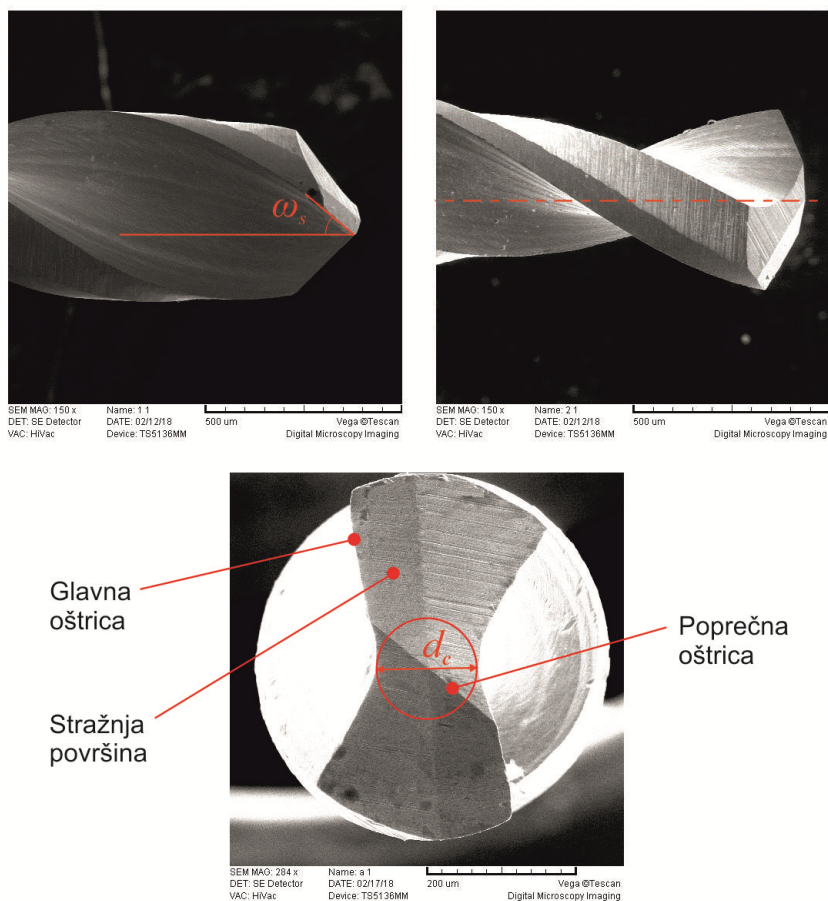 ωs
SEM MAG: 150 x Name: 1 1
DET: SE Detector DATE: 02/12/18 500 um Vega ©Tescan
VAC: HiVac Device: TS5136MM Digital Microscopy Imaging
SEM MAG: 150 x Name: 2 1
DET: SE Detector DATE: 02/12/18 500 um Vega ©Tescan
VAC: HiVac Device: TS5136MM Digital Microscopy Imaging
Glavna
oštrica
Stražnja
površina
dc
Poprečna
oštrica
SEM MAG: 284 x Name: a 1
DET: SE Detector DATE: 02/17/18 200 um Vega ©Tescan
VAC: HiVac Device: TS5136MM Digital Microscopy Imaging